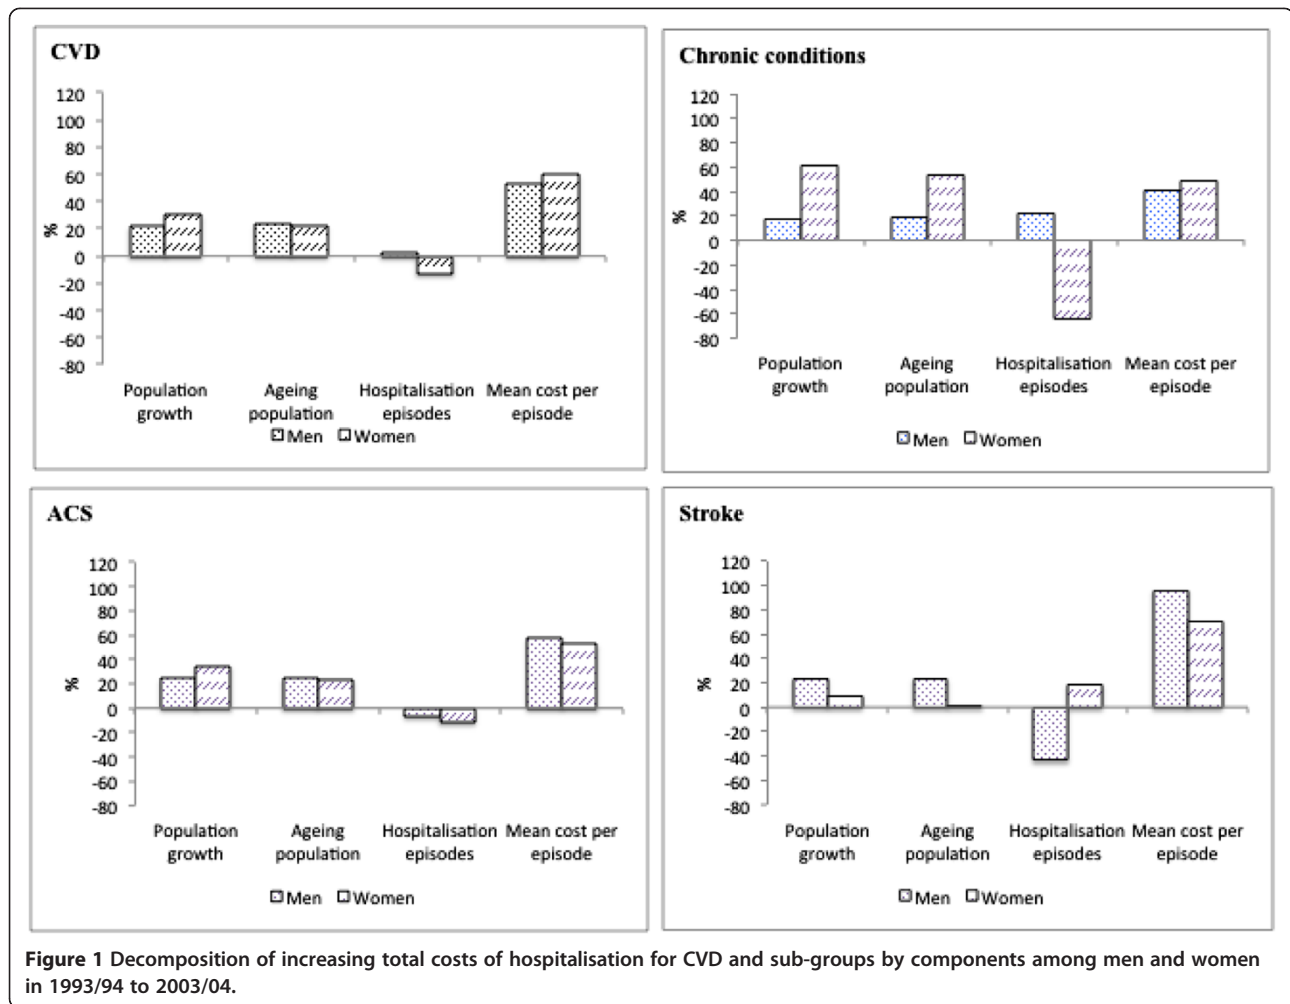 CVD
120
100
80
60
40
20
0
-20
-40
-60
-80
%
Population growth
Ageing population
Hospitalisation episodes
Mean cost per episode
Men Women
Chronic conditions
120
100
80
60
40
20
0
-20
-40
-60
-80
%
Population growth
Ageing population
Hospitalisation episodes
Mean cost per episode
Men Women
ACS
120
100
80
60
40
20
0
-20
-40
-60
-80
%
Population growth
Ageing population
Hospitalisation episodes
Mean cost per episode
Men Women
Stroke
120
100
80
60
40
20
0
-20
-40
-60
-80
%
Population growth
Ageing population
Hospitalisation episodes
Mean cost per episode
Men Women
Figure 1 Decomposition of increasing total costs of hospitalisation for CVD and sub-groups by components among men and women
in 1993/94 to 2003/04.